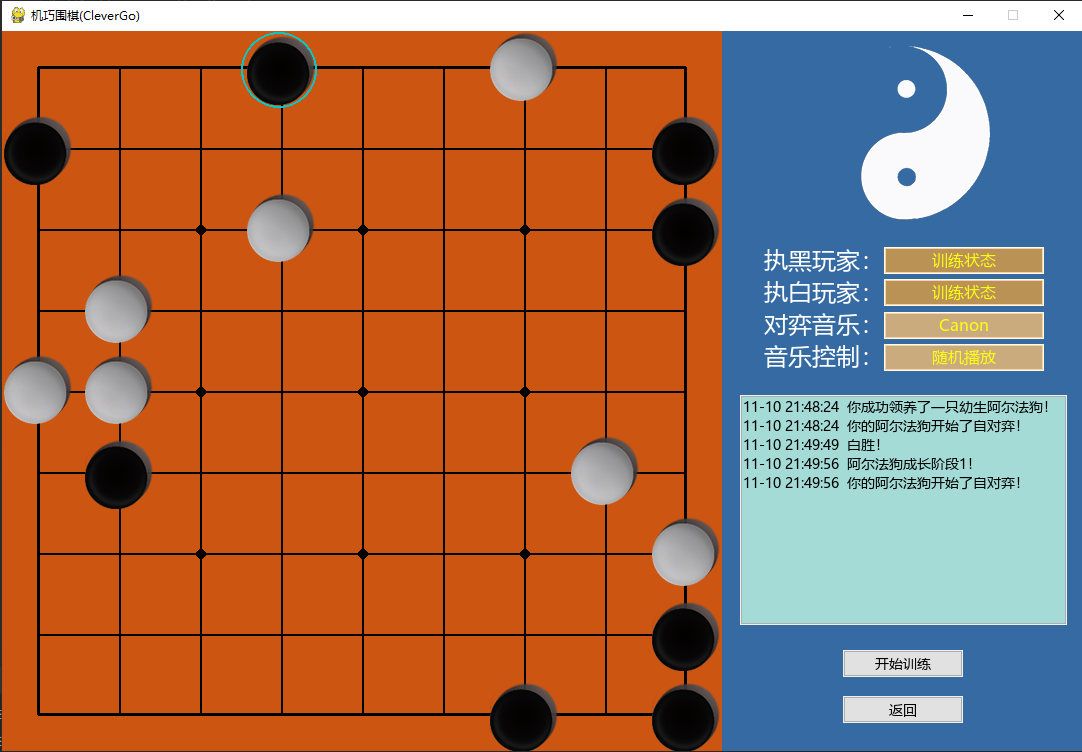 机巧围棋(CleverGo)
执黑玩家： 训练状态
执白玩家： 训练状态
对弈音乐： Canon
音乐控制： 随机播放
11-10 21:48:24 你成功领养了一只幼生阿尔法狗！
11-10 21:48:24 你的阿尔法狗开始了自对弈！
11-10 21:49:49 白胜！
11-10 21:49:56 阿尔法狗成长阶段1！
11-10 21:49:56 你的阿尔法狗开始了自对弈！
开始训练
返回